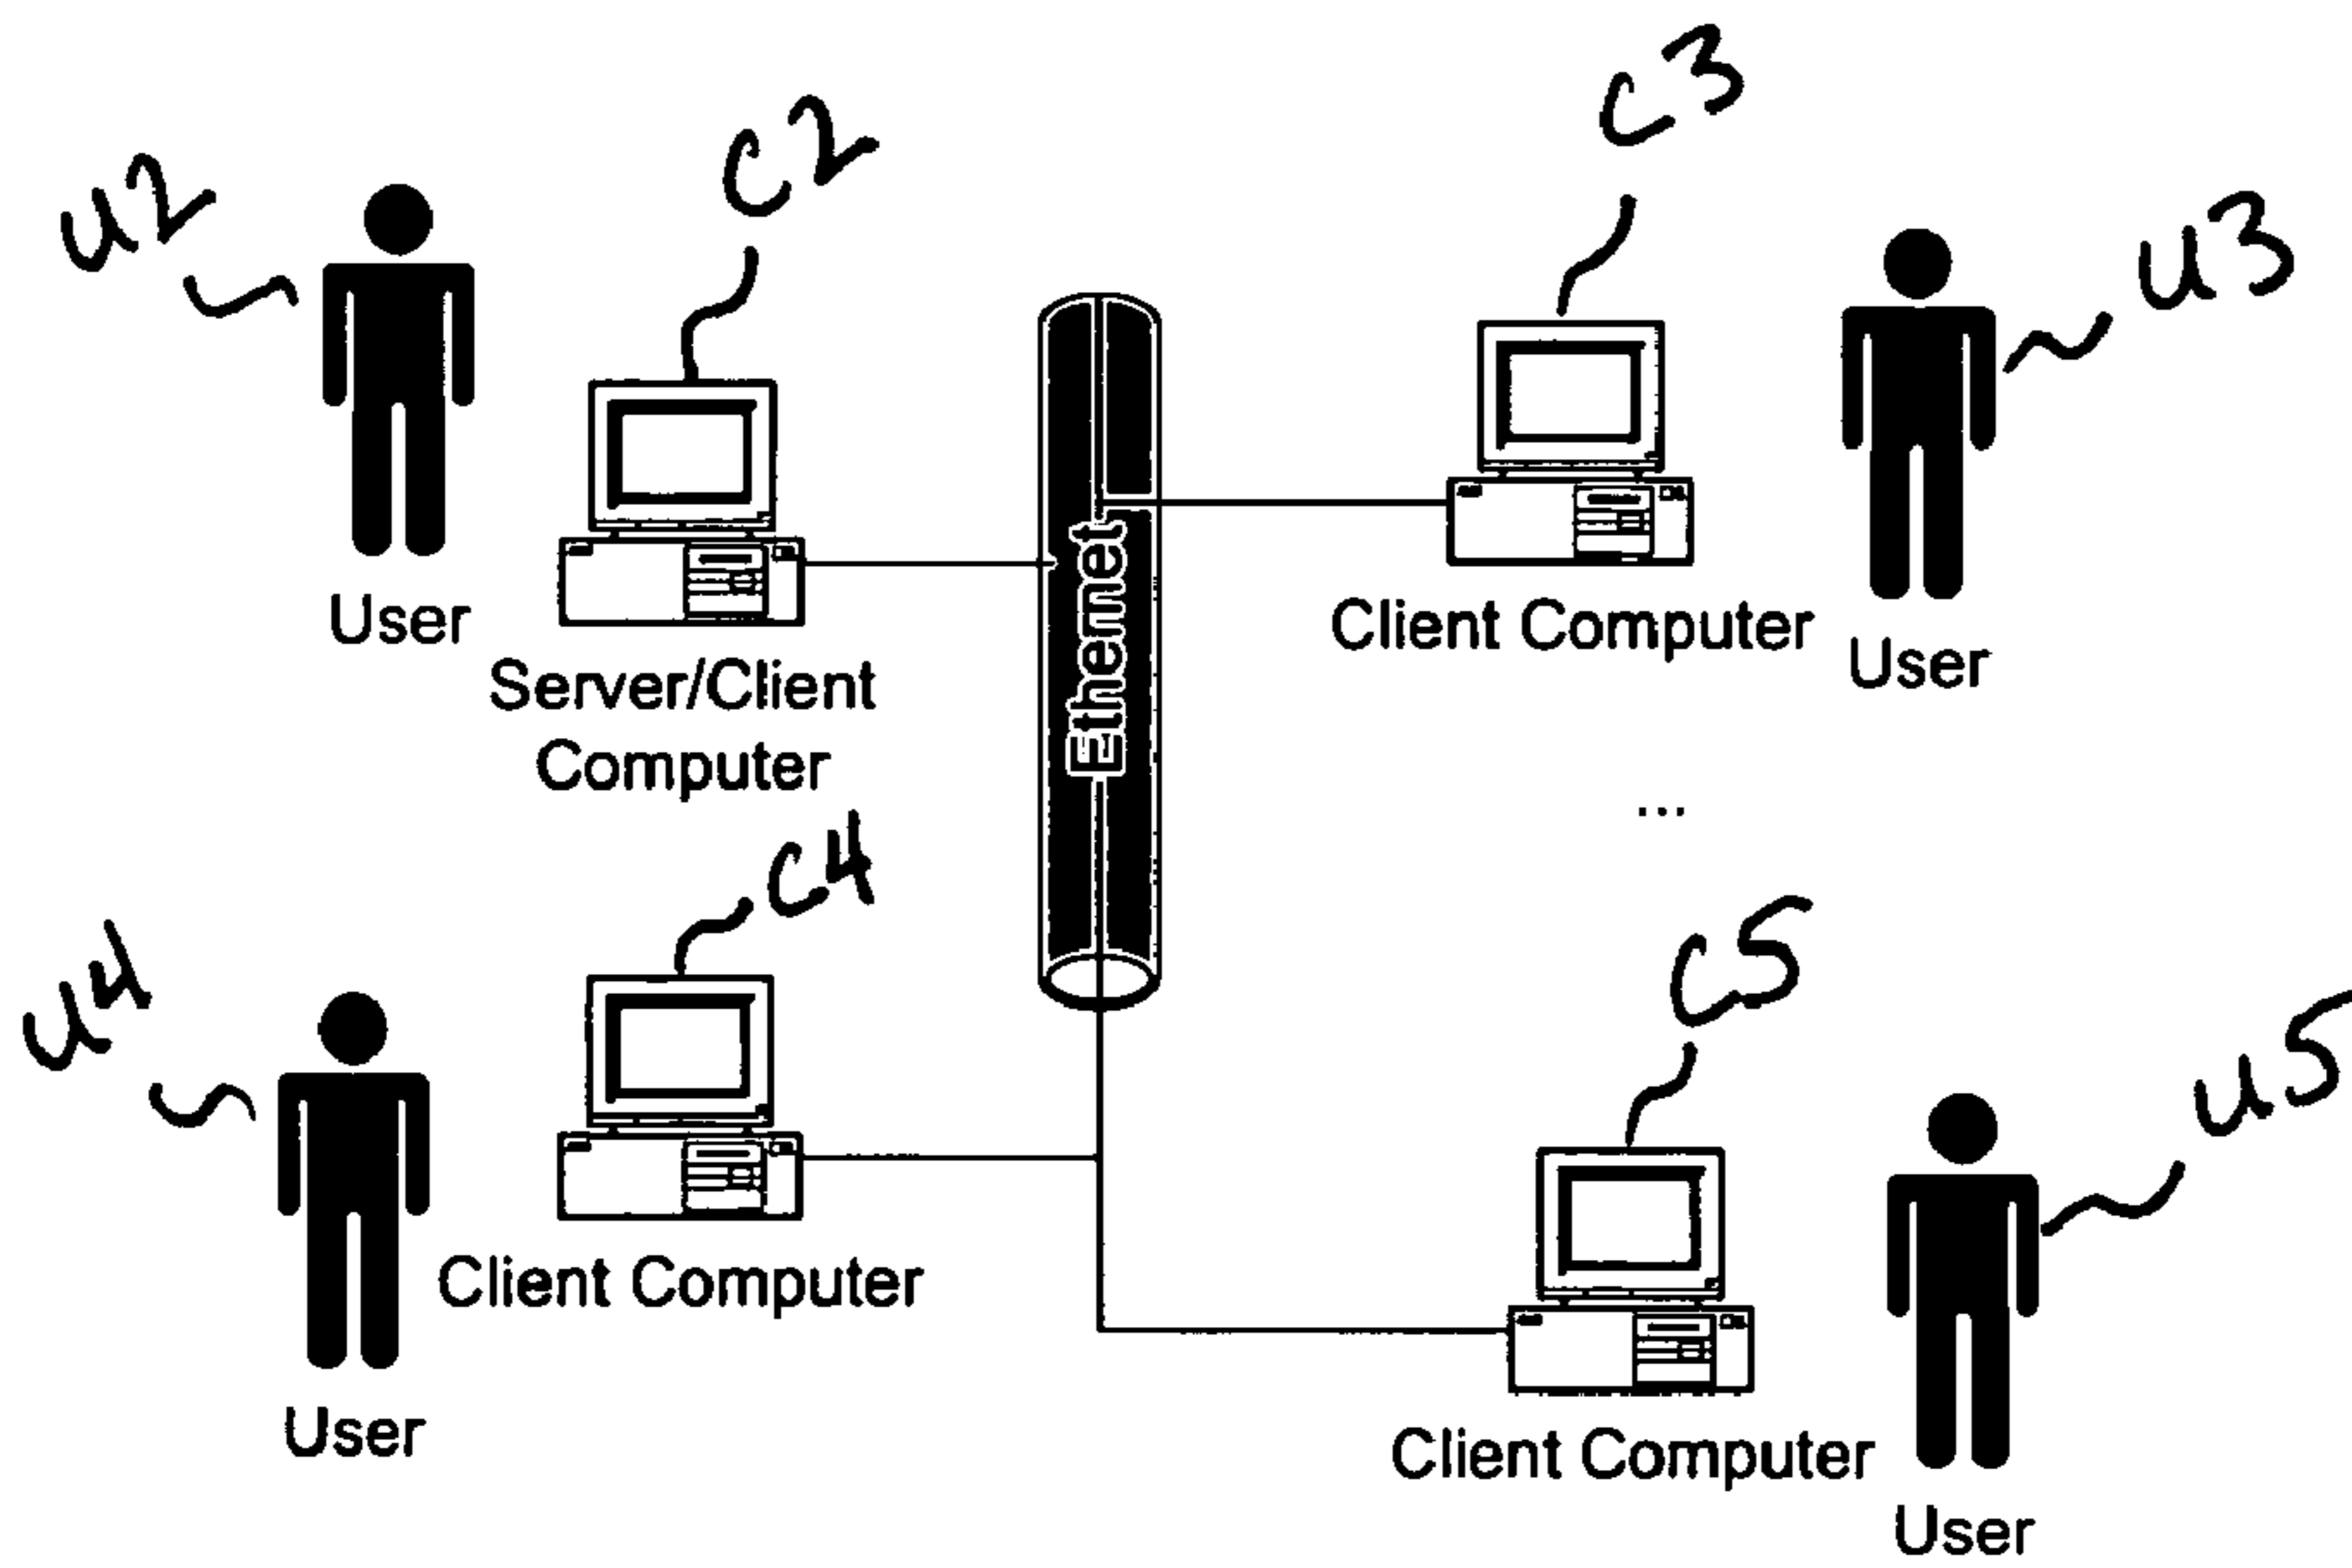 C3
C2
U2
U3
User
Ethernet
Client Computer
User
Server/Client
Computer
...
C4
C5
U4
U5
Client Computer
User
Client Computer
User